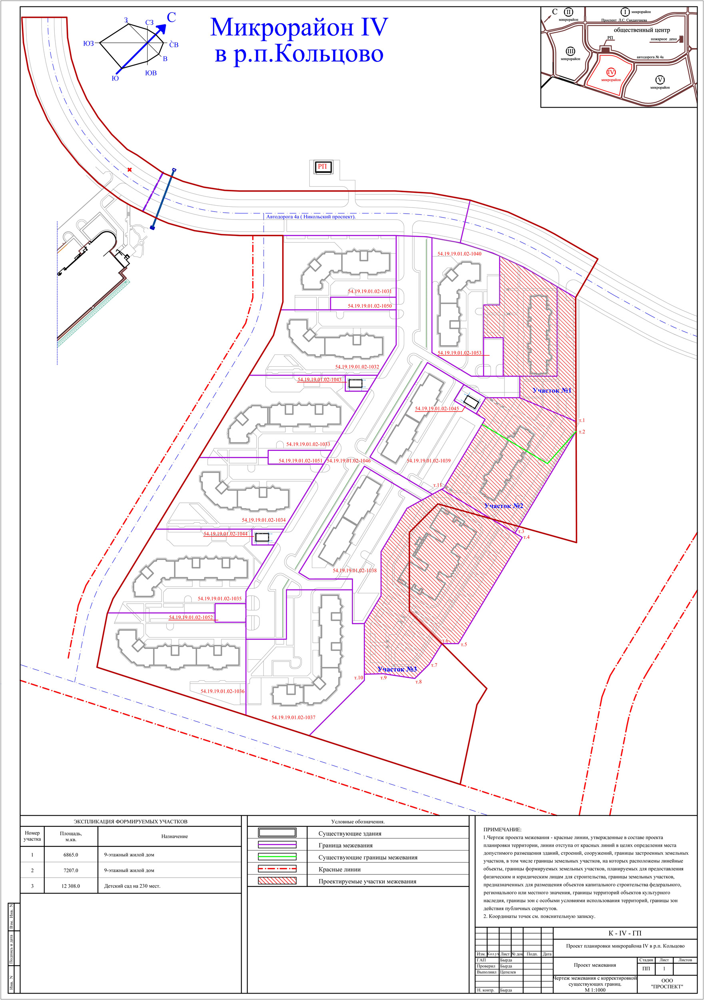 Микрорайон IV
в р.п.Кольцово
С
З
СЗ
ЮЗ
СВ
В
ЮВ
Ю
С
II
микрорайон
I
микрорайон
Проспект Л.С. Сандахчиева
общественный центр
РП
пожарное депо
III
микрорайон
автодорога № 4а
IV
микрорайон
V
микрорайон
РП
Автодорога 4а ( Никольский проспект).
54.19.19.01.02-1040
54.19.19.01.02-1031
54.19.19.01.02-1050
54.19.19.01.02-1053
54.19.19.01.02-1032
54.19.19.01.02-1043
Участок №1
54.19.19.01.02-1045
т.1
т.2
54.19.19.01.02-1033
54.19.19.01.02-1051
54.19.19.01.02-1046
54.19.19.01.02-1039
т.11
Участок №2
54.19.19.01.02-1034
54.19.19.01.02-1044
т.3
т.4
54.19.19.01.02-1038
54.19.19.01.02-1035
54.19.19.01.02-1052
т.6
т.5
т.7
Участок №3
т.10
т.9
т.8
54.19.19.01.02-1036
54.19.19.01.02-1037
ЭКСПЛИКАЦИЯ ФОРМИРУЕМЫХ УЧАСТКОВ
Номер участка
Площадь, м.кв.
Назначение
1 6865.0 9-этажный жилой дом
2 7207.0 9-этажный жилой дом
3 12 308.0 Детский сад на 230 мест.
Условные обозначения.
Существующие здания
Граница межевания
Существующие границы межевания
Красные линии
Проектируемые участки межевания
ПРИМЕЧАНИЕ:
1.Чертеж проекта межевания - красные линии, утвержденные в составе проекта
планировки территории, линии отступа от красных линий в целях определения места
допустимого размещения зданий, строений, сооружений, границы застроенных земельных
участков, в том числе границы земельных участков, на которых расположены линейные
объекты, границы формируемых земельных участков, планируемых для предоставления
физическим и юридическим лицам для строительства, границы земельных участков,
предназначенных для размещения объектов капитального строительства федерального,
регионального или местного значения, границы территорий объектов культурного
наследия, границы зон с особыми условиями использования территорий, границы зон
действия публичных серветутов.
2. Координаты точек см. пояснительную записку.
К - IV - ГП
Проект планировки микрорайона IV в р.п. Кольцово
Изм. Кол.уч Лист № док Подп. Дата
ГАП Бырда
Проверил Бырда
Выполнил Цепелев
Н. контр. Бырда
Проект межевания
Стадия Лист Листов
ПП 1
Чертеж межевания с корректировкой
существующих границ.
М 1:1000
ООО
"ПРОСПЕКТ"
Взм. Инв. N
Подпись и дата
Инв. N